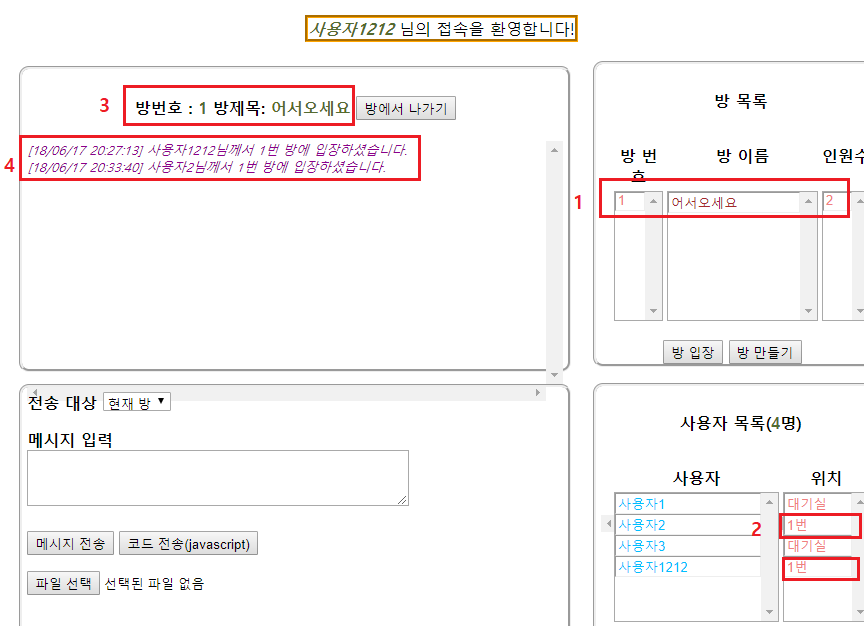 사용자1212 님의 접속을 환영합니다!
3 방번호 : 1 방제목: 어서오세요 방에서 나가기
4 [18/06/17 20:27:13] 사용자1212님께서 1번 방에 입장하셨습니다.
[18/06/17 20:33:40] 사용자2님께서 1번 방에 입장하셨습니다.
방 목록
방 번호 방 이름 인원수
1 1 어서오세요 2
방 입장 방 만들기
전송 대상 현재 방
메시지 입력
메시지 전송 코드 전송(javascript)
파일 선택 선택된 파일 없음
사용자 목록(4명)
사용자 위치
사용자1 대기실
사용자2 2 1번
사용자3 대기실
사용자1212 1번